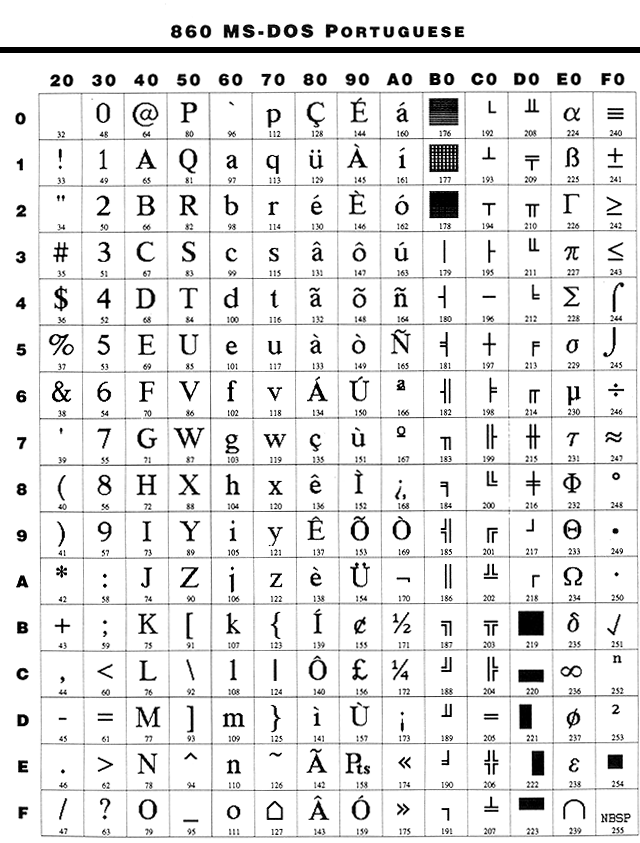 860 MS-DOS PORTUGUESE
20 30 40 50 60 70 80 90 A0 B0 C0 D0 E0 F0
0 0 @ P ` p Ç É á └ ╨ α ≡
32 48 64 80 96 112 128 144 160 176 192 208 224 240
1 ! 1 A Q a q ü À í ┴ ╤ ß ±
33 49 65 81 97 113 129 145 161 177 193 209 225 241
2 " 2 B R b r é È ó ┬ ╥ Γ ≥
34 50 66 82 98 114 130 146 162 178 194 210 226 242
3 # 3 C S c s â ô ú │ ├ ╙ π ≤
35 51 67 83 99 115 131 147 163 179 195 211 227 243
4 $ 4 D T d t ã õ ñ ┤ ─ ╘ Σ ⌠
36 52 68 84 100 116 132 148 164 180 196 212 228 244
5 % 5 E U e u à ò Ñ ╡ ┼ ╒ σ ⌡
37 53 69 85 101 117 133 149 165 181 197 213 229 245
6 & 6 F V f v Á Ú ª ╢ ╞ ╓ µ ÷
38 54 70 86 102 118 134 150 166 182 198 214 230 246
7 ' 7 G W g w ç ù º ╖ ╟ ╫ τ ≈
39 55 71 87 103 119 135 151 167 183 199 215 231 247
8 ( 8 H X h x ê Ì ¿ ╕ ╚ ╪ Φ °
40 56 72 88 104 120 136 152 168 184 200 216 232 248
9 ) 9 I Y i y Ê Õ Ò ╣ ╔ ┘ Θ ∙
41 57 73 89 105 121 137 153 169 185 201 217 233 249
A * : J Z j z è Ü ¬ ║ ╩ ┌ Ω ·
42 58 74 90 106 122 138 154 170 186 202 218 234 250
B + ; K [ k { Í ¢ ½ ╗ ╦ █ δ √
43 59 75 91 107 123 139 155 171 187 203 219 235 251
C , < L \ l | Ô £ ¼ ╝ ╠ ▄ ∞ ⁿ
44 60 76 92 108 124 140 156 172 188 204 220 236 252
D - = M ] m } ì Ù ¡ ╜ ═ ▌ ϕ ²
45 61 77 93 109 125 141 157 173 189 205 221 237 253
E . > N ^ n ~ Ã ₧ « ╛ ╬ ▐ ε ■
46 62 78 94 110 126 142 158 174 190 206 222 238 254
F / ? O _ o ⌂ Â Ó » ┐ ╧ ▀ ∩ NBSP
47 63 79 95 111 127 143 159 175 191 207 223 239 255